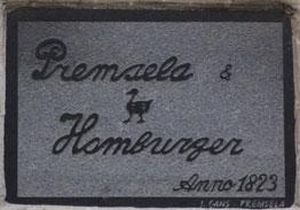 Premsela &
Hamburger
Anno 1823
I. GANS PREMSELA